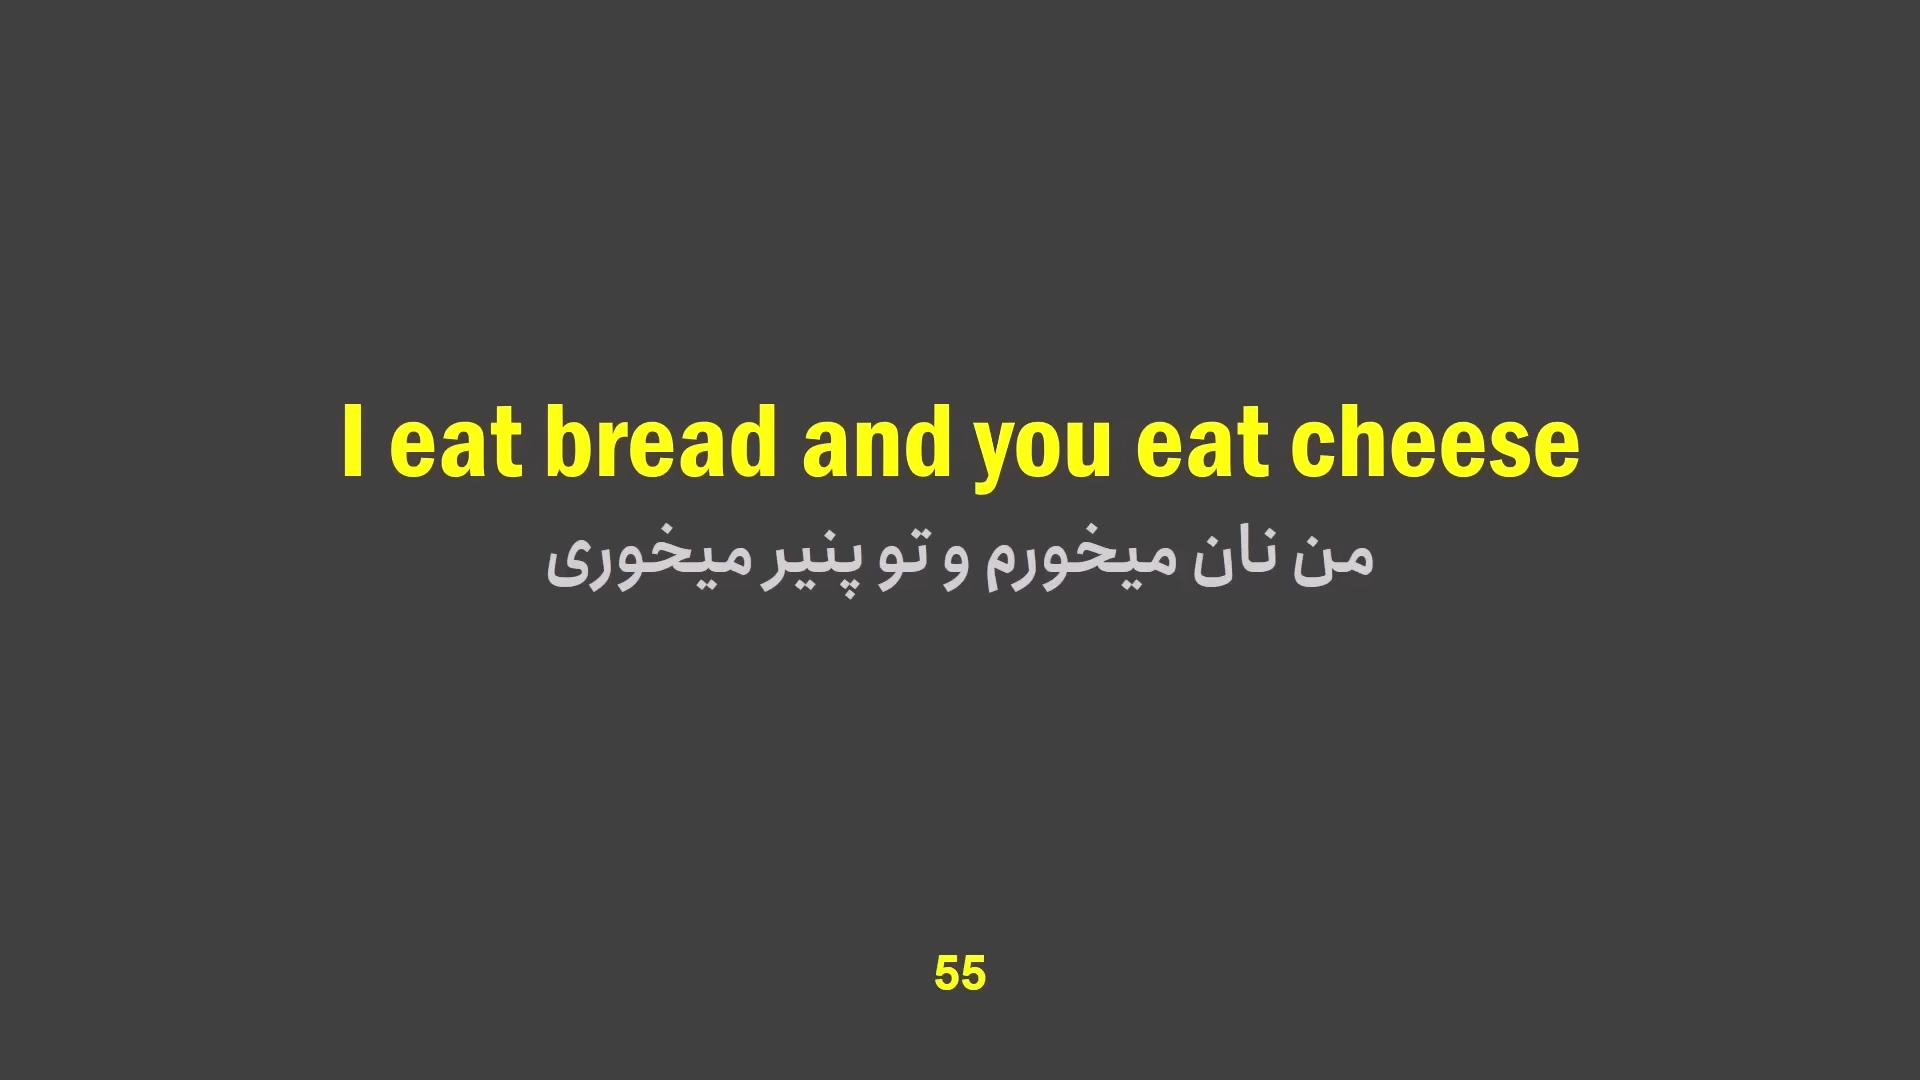 I eat bread and you eat cheese
من نان میخورم و تو پنیر میخوری
55